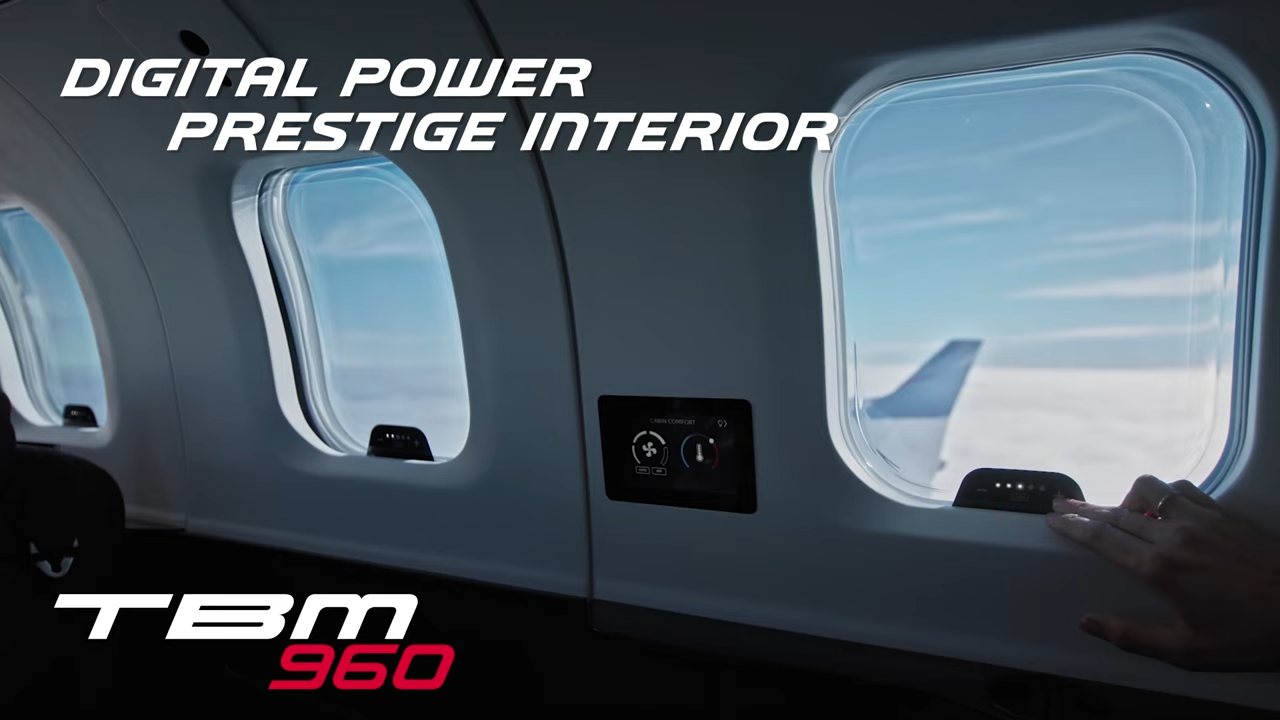 DIGITAL POWER
PRESTIGE INTERIOR
CABIN COMFORT
TBM
960